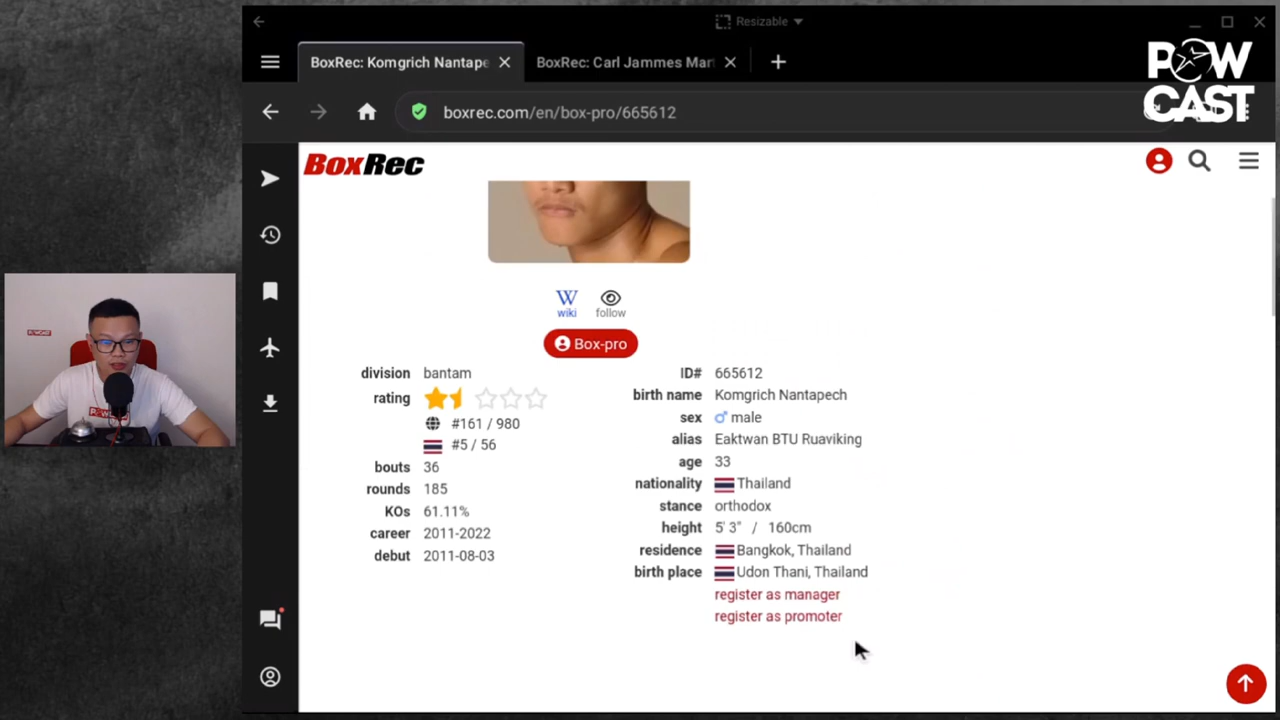 Resizable
BoxRec: Komgrich Nantape
BoxRec: Carl Jammes Mar
POW
CAST
boxrec.com/en/box-pro/665612
BoxRec
W
wiki
follow
Box-pro
division bantam
rating
#161 / 980
#5 / 56
bouts 36
rounds 185
KOs 61.11%
career 2011-2022
debut 2011-08-03
ID# 665612
birth name Komgrich Nantapech
sex ♂ male
alias Eaktwan BTU Ruaviking
age 33
nationality Thailand
stance orthodox
height 5' 3" / 160cm
residence Bangkok, Thailand
birth place Udon Thani, Thailand
register as manager
register as promoter
POWCAST